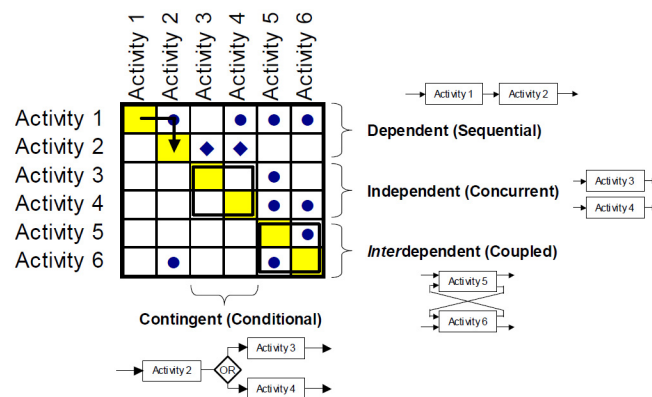 Activity 1
Activity 2
Activity 3
Activity 4
Activity 5
Activity 6
Activity 1
Activity 2
Activity 3
Activity 4
Activity 5
Activity 6
Activity 1
Activity 2
Dependent (Sequential)
Independent (Concurrent)
Activity 3
Activity 4
Interdependent (Coupled)
Activity 5
Activity 6
Contingent (Conditional)
Activity 2
OR
Activity 3
Activity 4